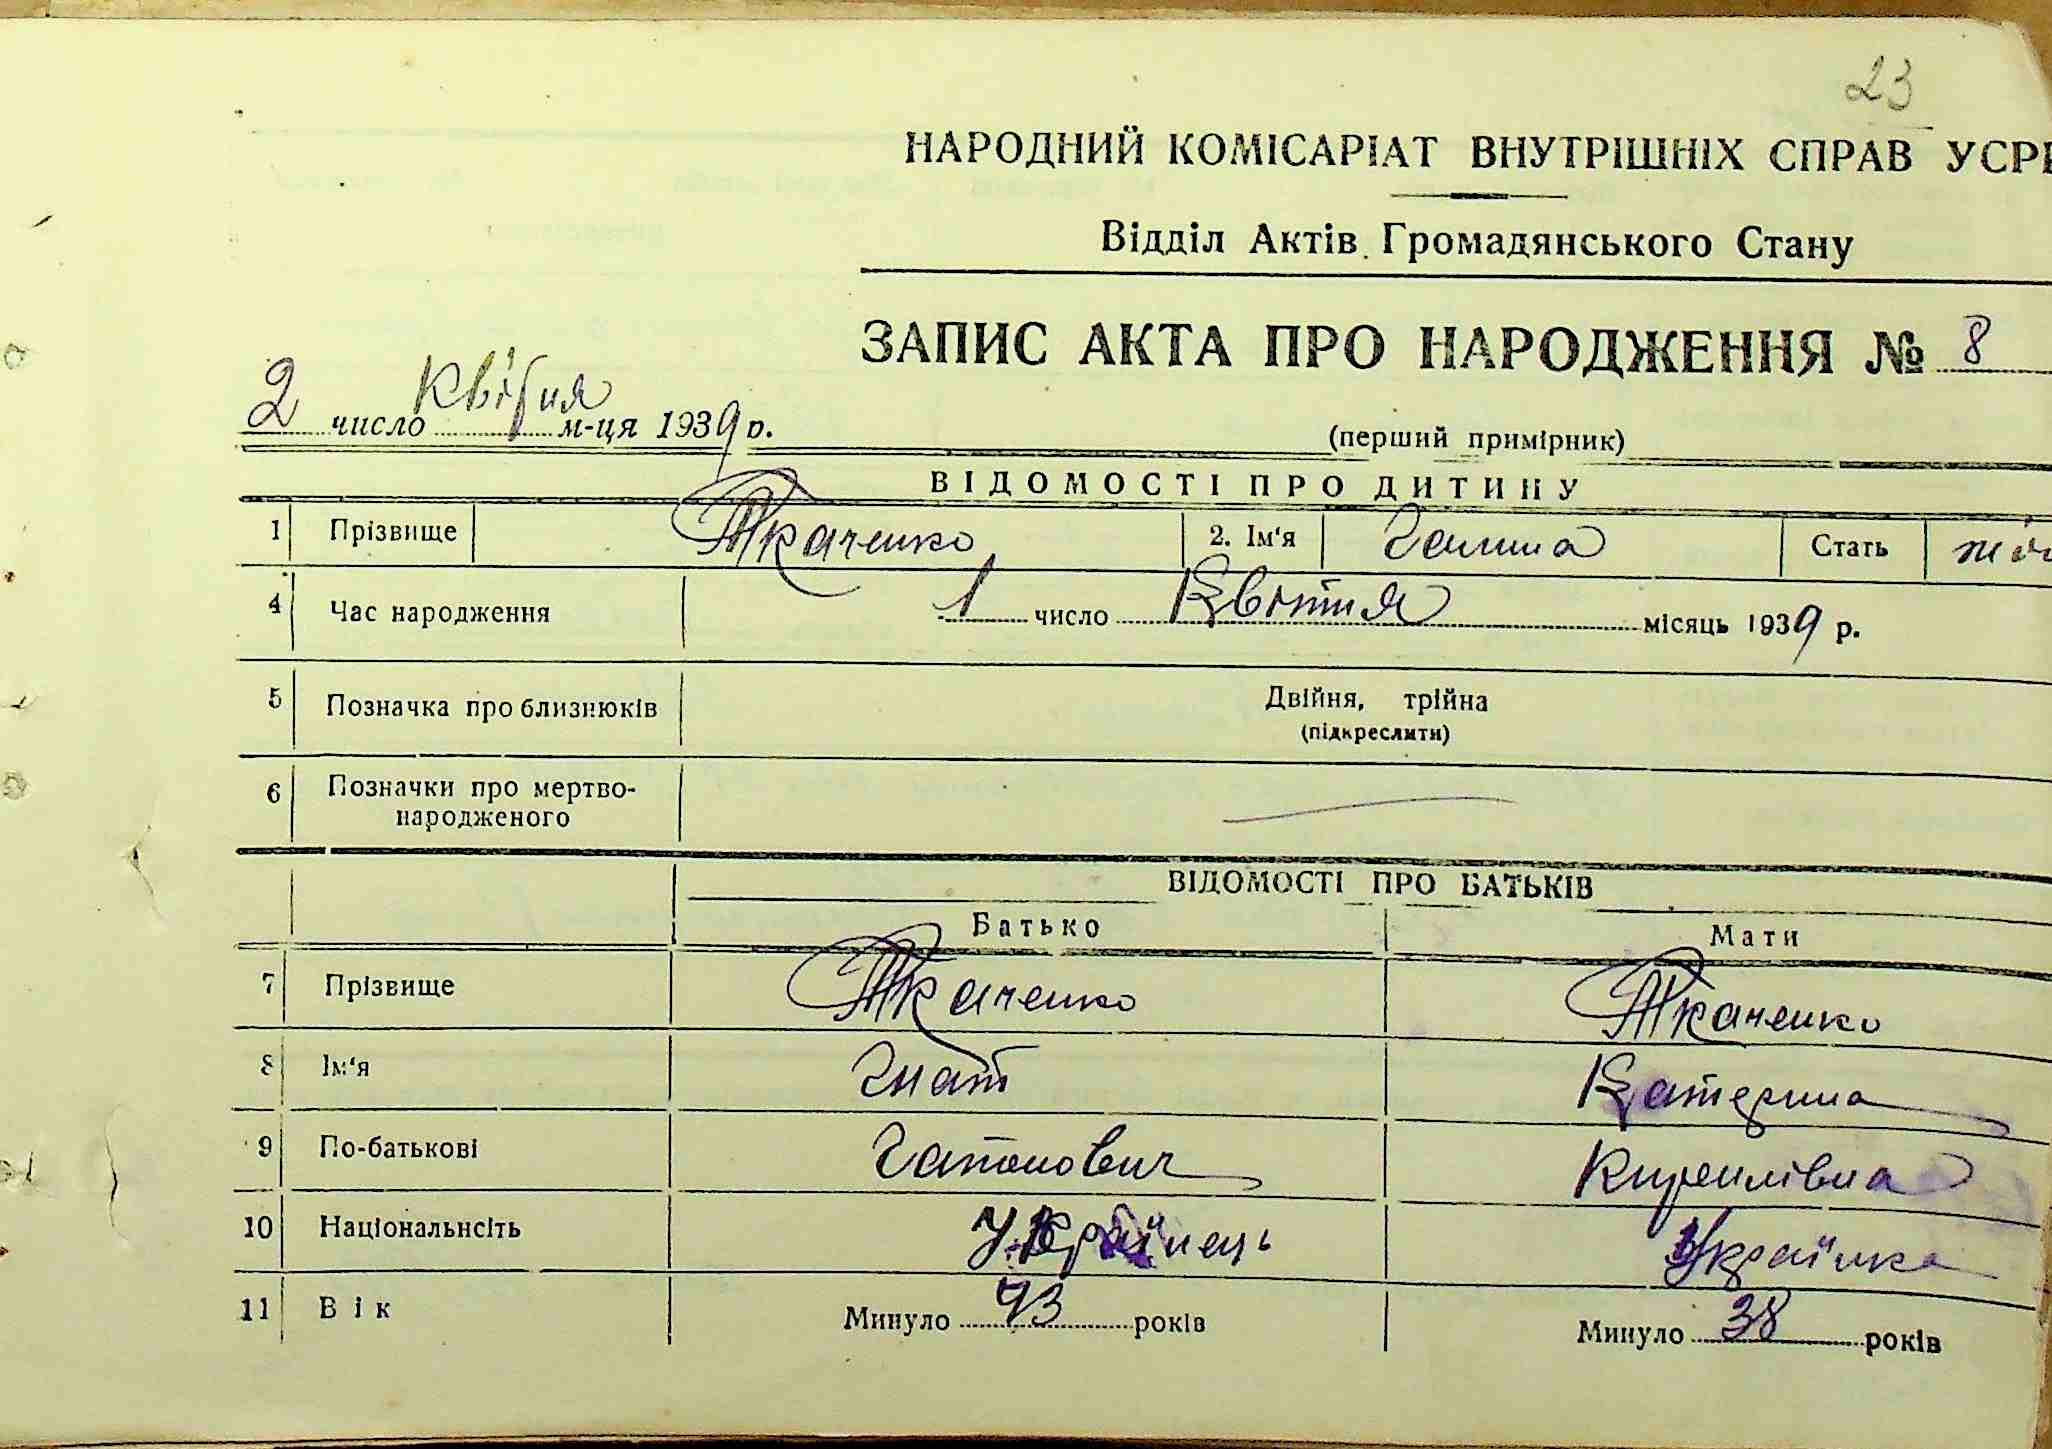 23
НАРОДНИЙ КОМІСАРІАТ ВНУТРІШНІХ СПРАВ УСРР
Відділ Актів Громадянського Стану
ЗАПИС АКТА ПРО НАРОДЖЕННЯ № 8
2 число Квітня м-ця 1939 р.
(перший примірник)
ВІДОМОСТІ ПРО ДИТИНУ
1 Прізвище Ткаченко 2. Ім'я Галина Стать
4 Час народження 1 число Квітня місяць 1939 р.
5 Позначка про близнюків Двійня, трійна
(підкреслити)
6 Позначки про мертво-
народженого
ВІДОМОСТІ ПРО БАТЬКІВ
Батько Мати
7 Прізвище Ткаченко Ткаченко
8 Ім'я Гнат Катерина
9 По-батькові Кирилівна
10 Національнсіть Українець Українка
11 Вік Минуло 43 років Минуло 38 років